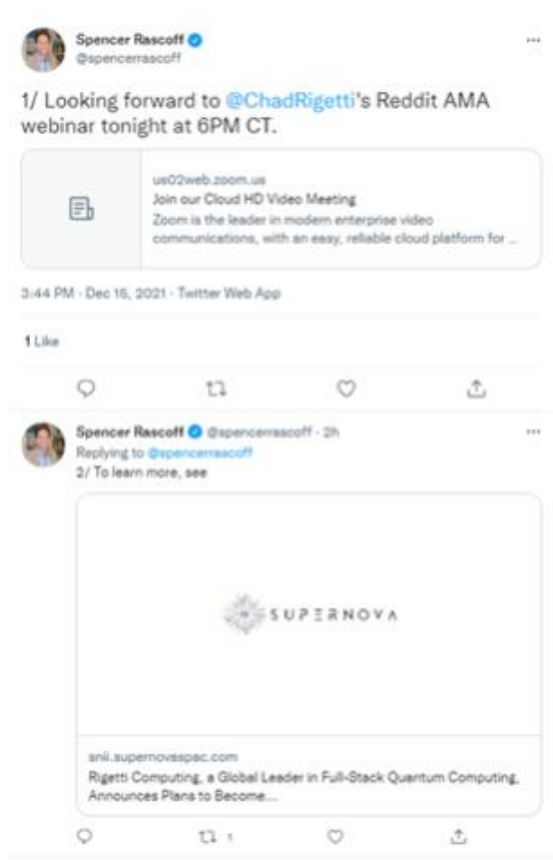 Spencer Rascoff
@spencerrascoff
1/ Looking forward to @ChadRigetti's Reddit AMA
webinar tonight at 6PM CT.
us02web.zoom.us
Join our Cloud HD Video Meeting
Zoom is the leader in modern enterprise video
communications, with an easy, reliable cloud platform for ...
3:44 PM · Dec 16, 2021 · Twitter Web App
1 Like
Spencer Rascoff @spencerrascoff · 2h
Replying to @spencerrascoff
2/ To learn more, see
SUPERNOVA
snii.supernovaspac.com
Rigetti Computing, a Global Leader in Full-Stack Quantum Computing,
Announces Plans to Become...
1